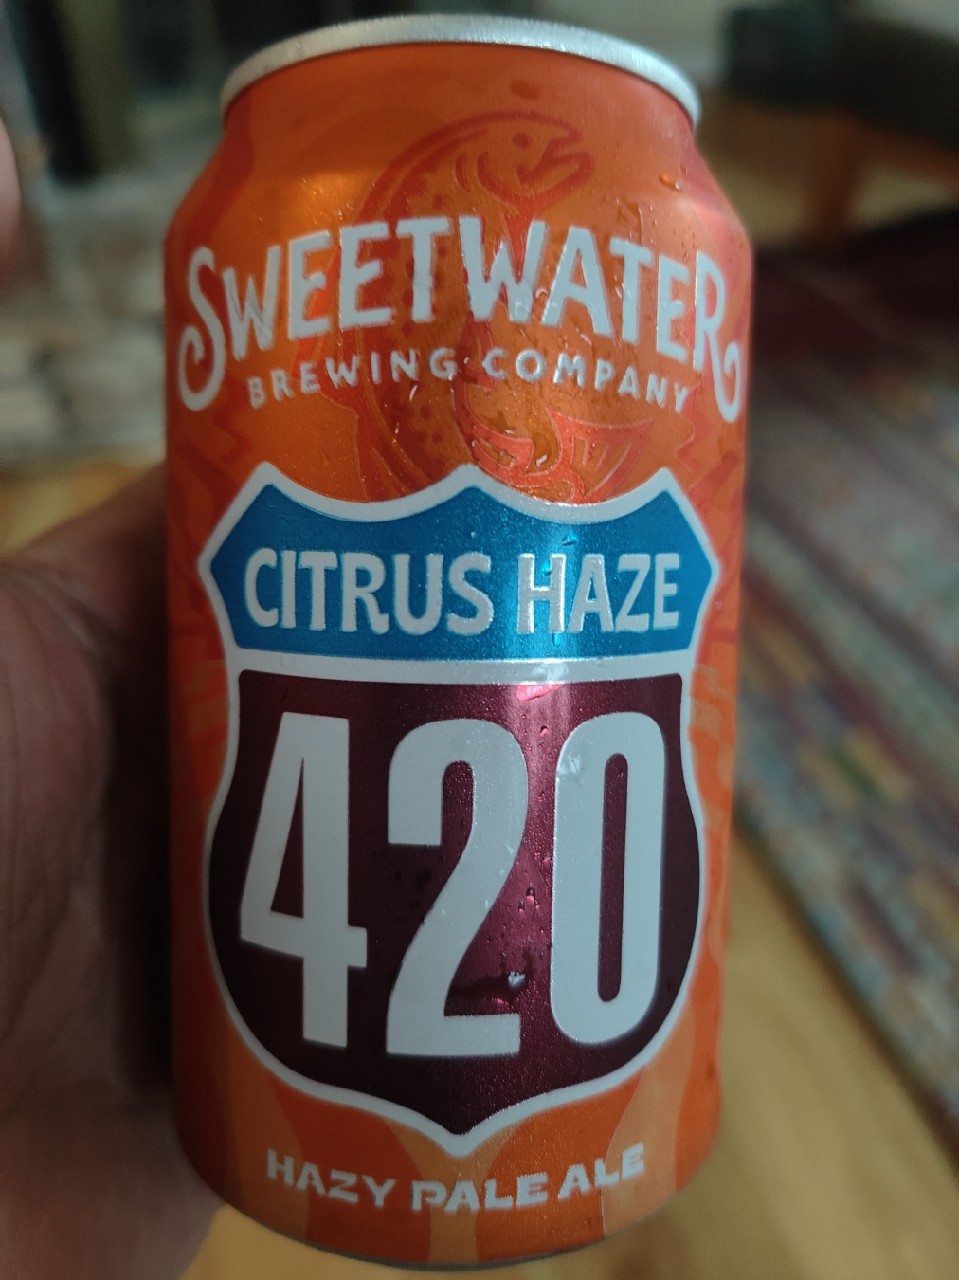 SWEETWATER
BREWING COMPANY
CITRUS HAZE
420
HAZY PALE ALE